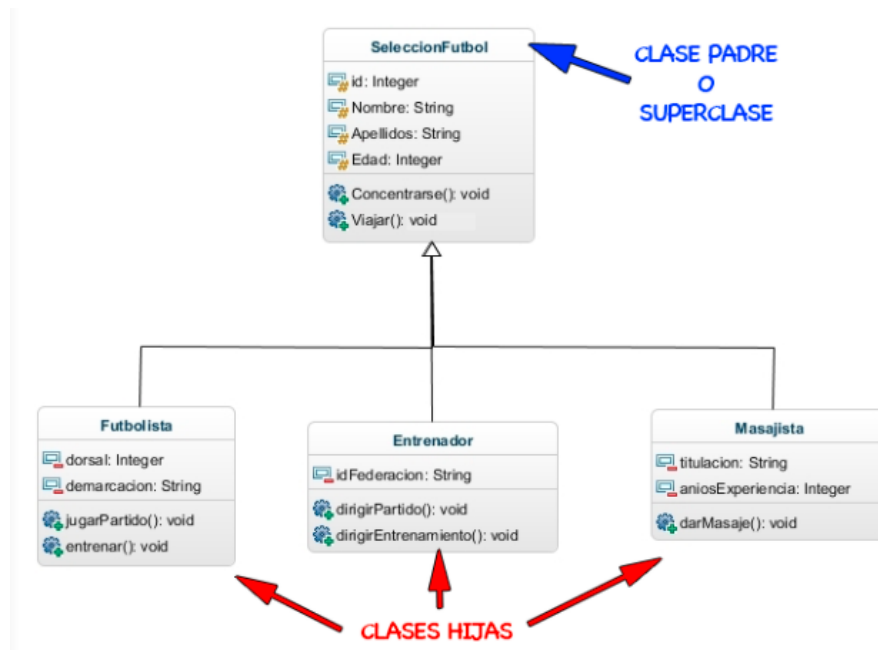 SeleccionFutbol
id: Integer
Nombre: String
Apellidos: String
Edad: Integer
Concentrarse(): void
Viajar(): void
CLASE PADRE
O
SUPERCLASE
Futbolista
dorsal: Integer
demarcacion: String
jugarPartido(): void
entrenar(): void
Entrenador
idFederacion: String
dirigirPartido(): void
dirigirEntrenamiento(): void
Masajista
titulacion: String
aniosExperiencia: Integer
darMasaje(): void
CLASES HIJAS